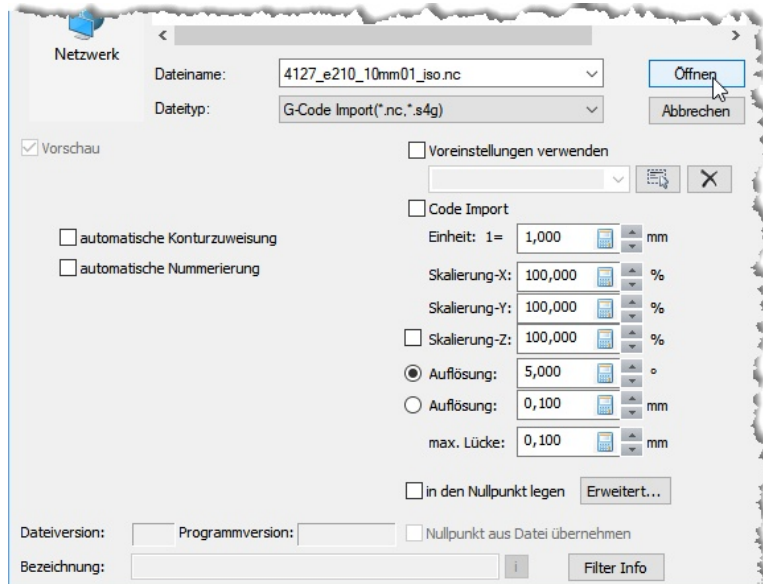 Netzwerk
Dateiname: 4127_e210_10mm01_iso.nc Öffnen
Dateityp: G-Code Import(*.nc,*.s4g) Abbrechen
Vorschau Voreinstellungen verwenden
Code Import
automatische Konturzuweisung Einheit: 1= 1,000 mm
automatische Nummerierung Skalierung-X: 100,000 %
Skalierung-Y: 100,000 %
Skalierung-Z: 100,000 %
Auflösung: 5,000 °
Auflösung: 0,100 mm
max. Lücke: 0,100 mm
in den Nullpunkt legen Erweitert...
Dateiversion: Programmversion: Nullpunkt aus Datei übernehmen
Bezeichnung: i Filter Info